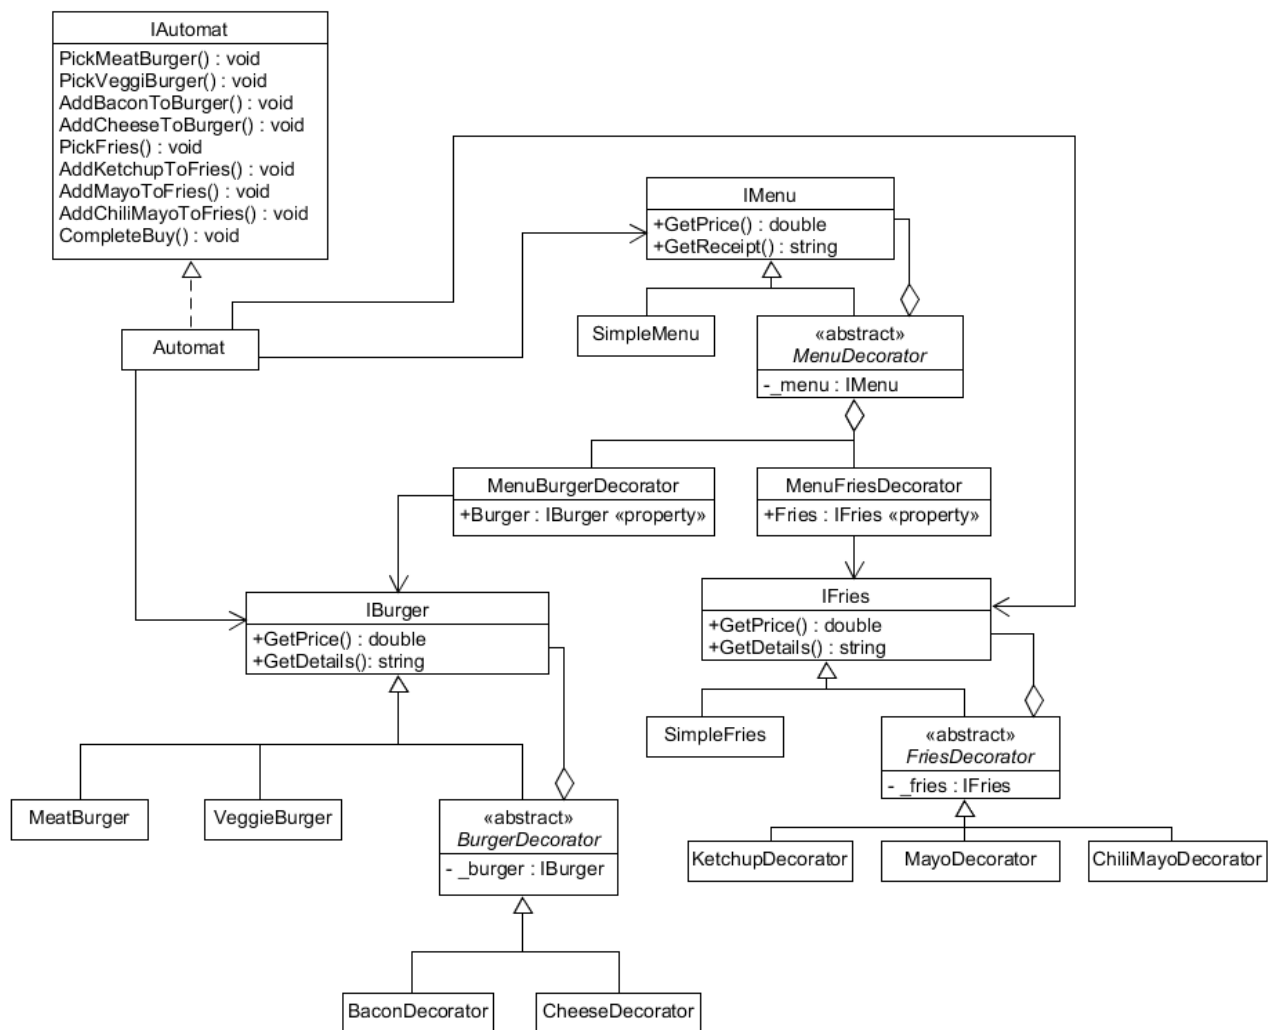 IAutomat
PickMeatBurger() : void
PickVeggiBurger() : void
AddBaconToBurger() : void
AddCheeseToBurger() : void
PickFries() : void
AddKetchupToFries() : void
AddMayoToFries() : void
AddChiliMayoToFries() : void
CompleteBuy() : void
Automat
IMenu
+GetPrice() : double
+GetReceipt() : string
SimpleMenu
«abstract»
MenuDecorator
-_menu : IMenu
MenuBurgerDecorator
+Burger : IBurger «property»
MenuFriesDecorator
+Fries : IFries «property»
IBurger
+GetPrice() : double
+GetDetails(): string
IFries
+GetPrice() : double
+GetDetails() : string
SimpleFries
«abstract»
FriesDecorator
- _fries : IFries
MeatBurger
VeggieBurger
«abstract»
BurgerDecorator
- _burger : IBurger
KetchupDecorator
MayoDecorator
ChiliMayoDecorator
BaconDecorator
CheeseDecorator